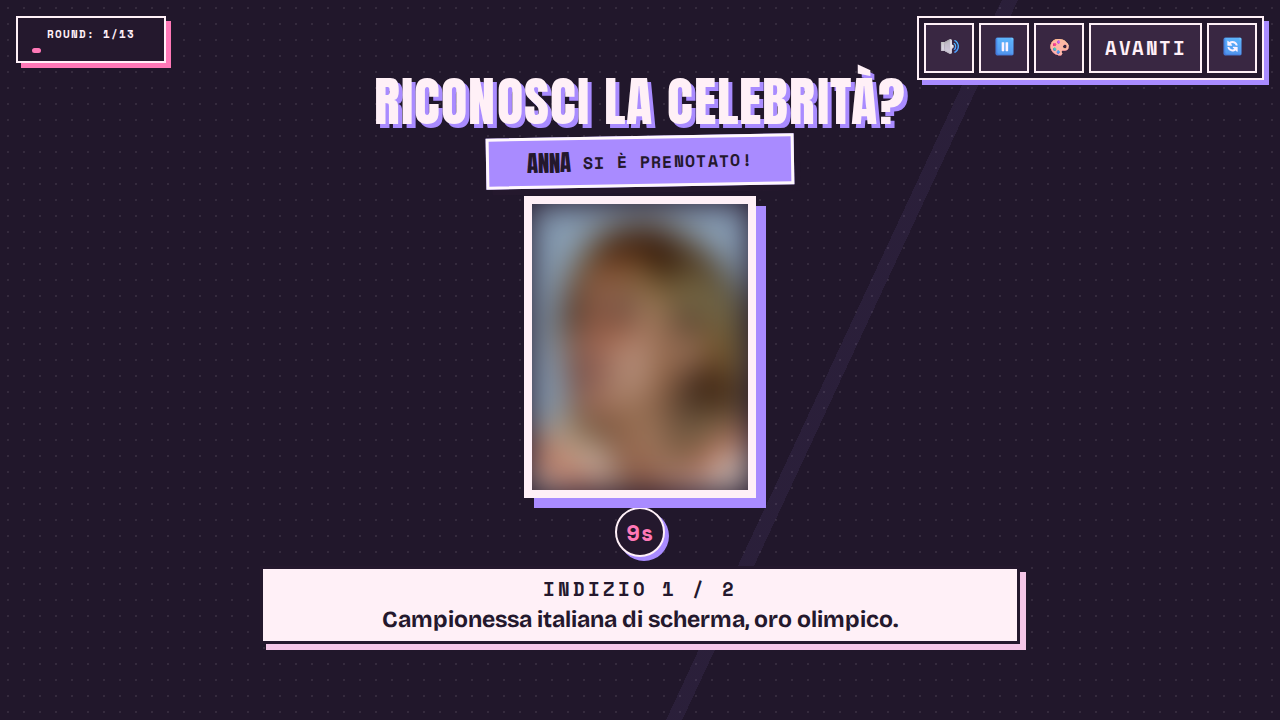 ROUND: 1/13
AVANTI
RICONOSCI LA CELEBRITÀ?
ANNA SI È PRENOTATO!
9s
INDIZIO 1 / 2
Campionessa italiana di scherma, oro olimpico.